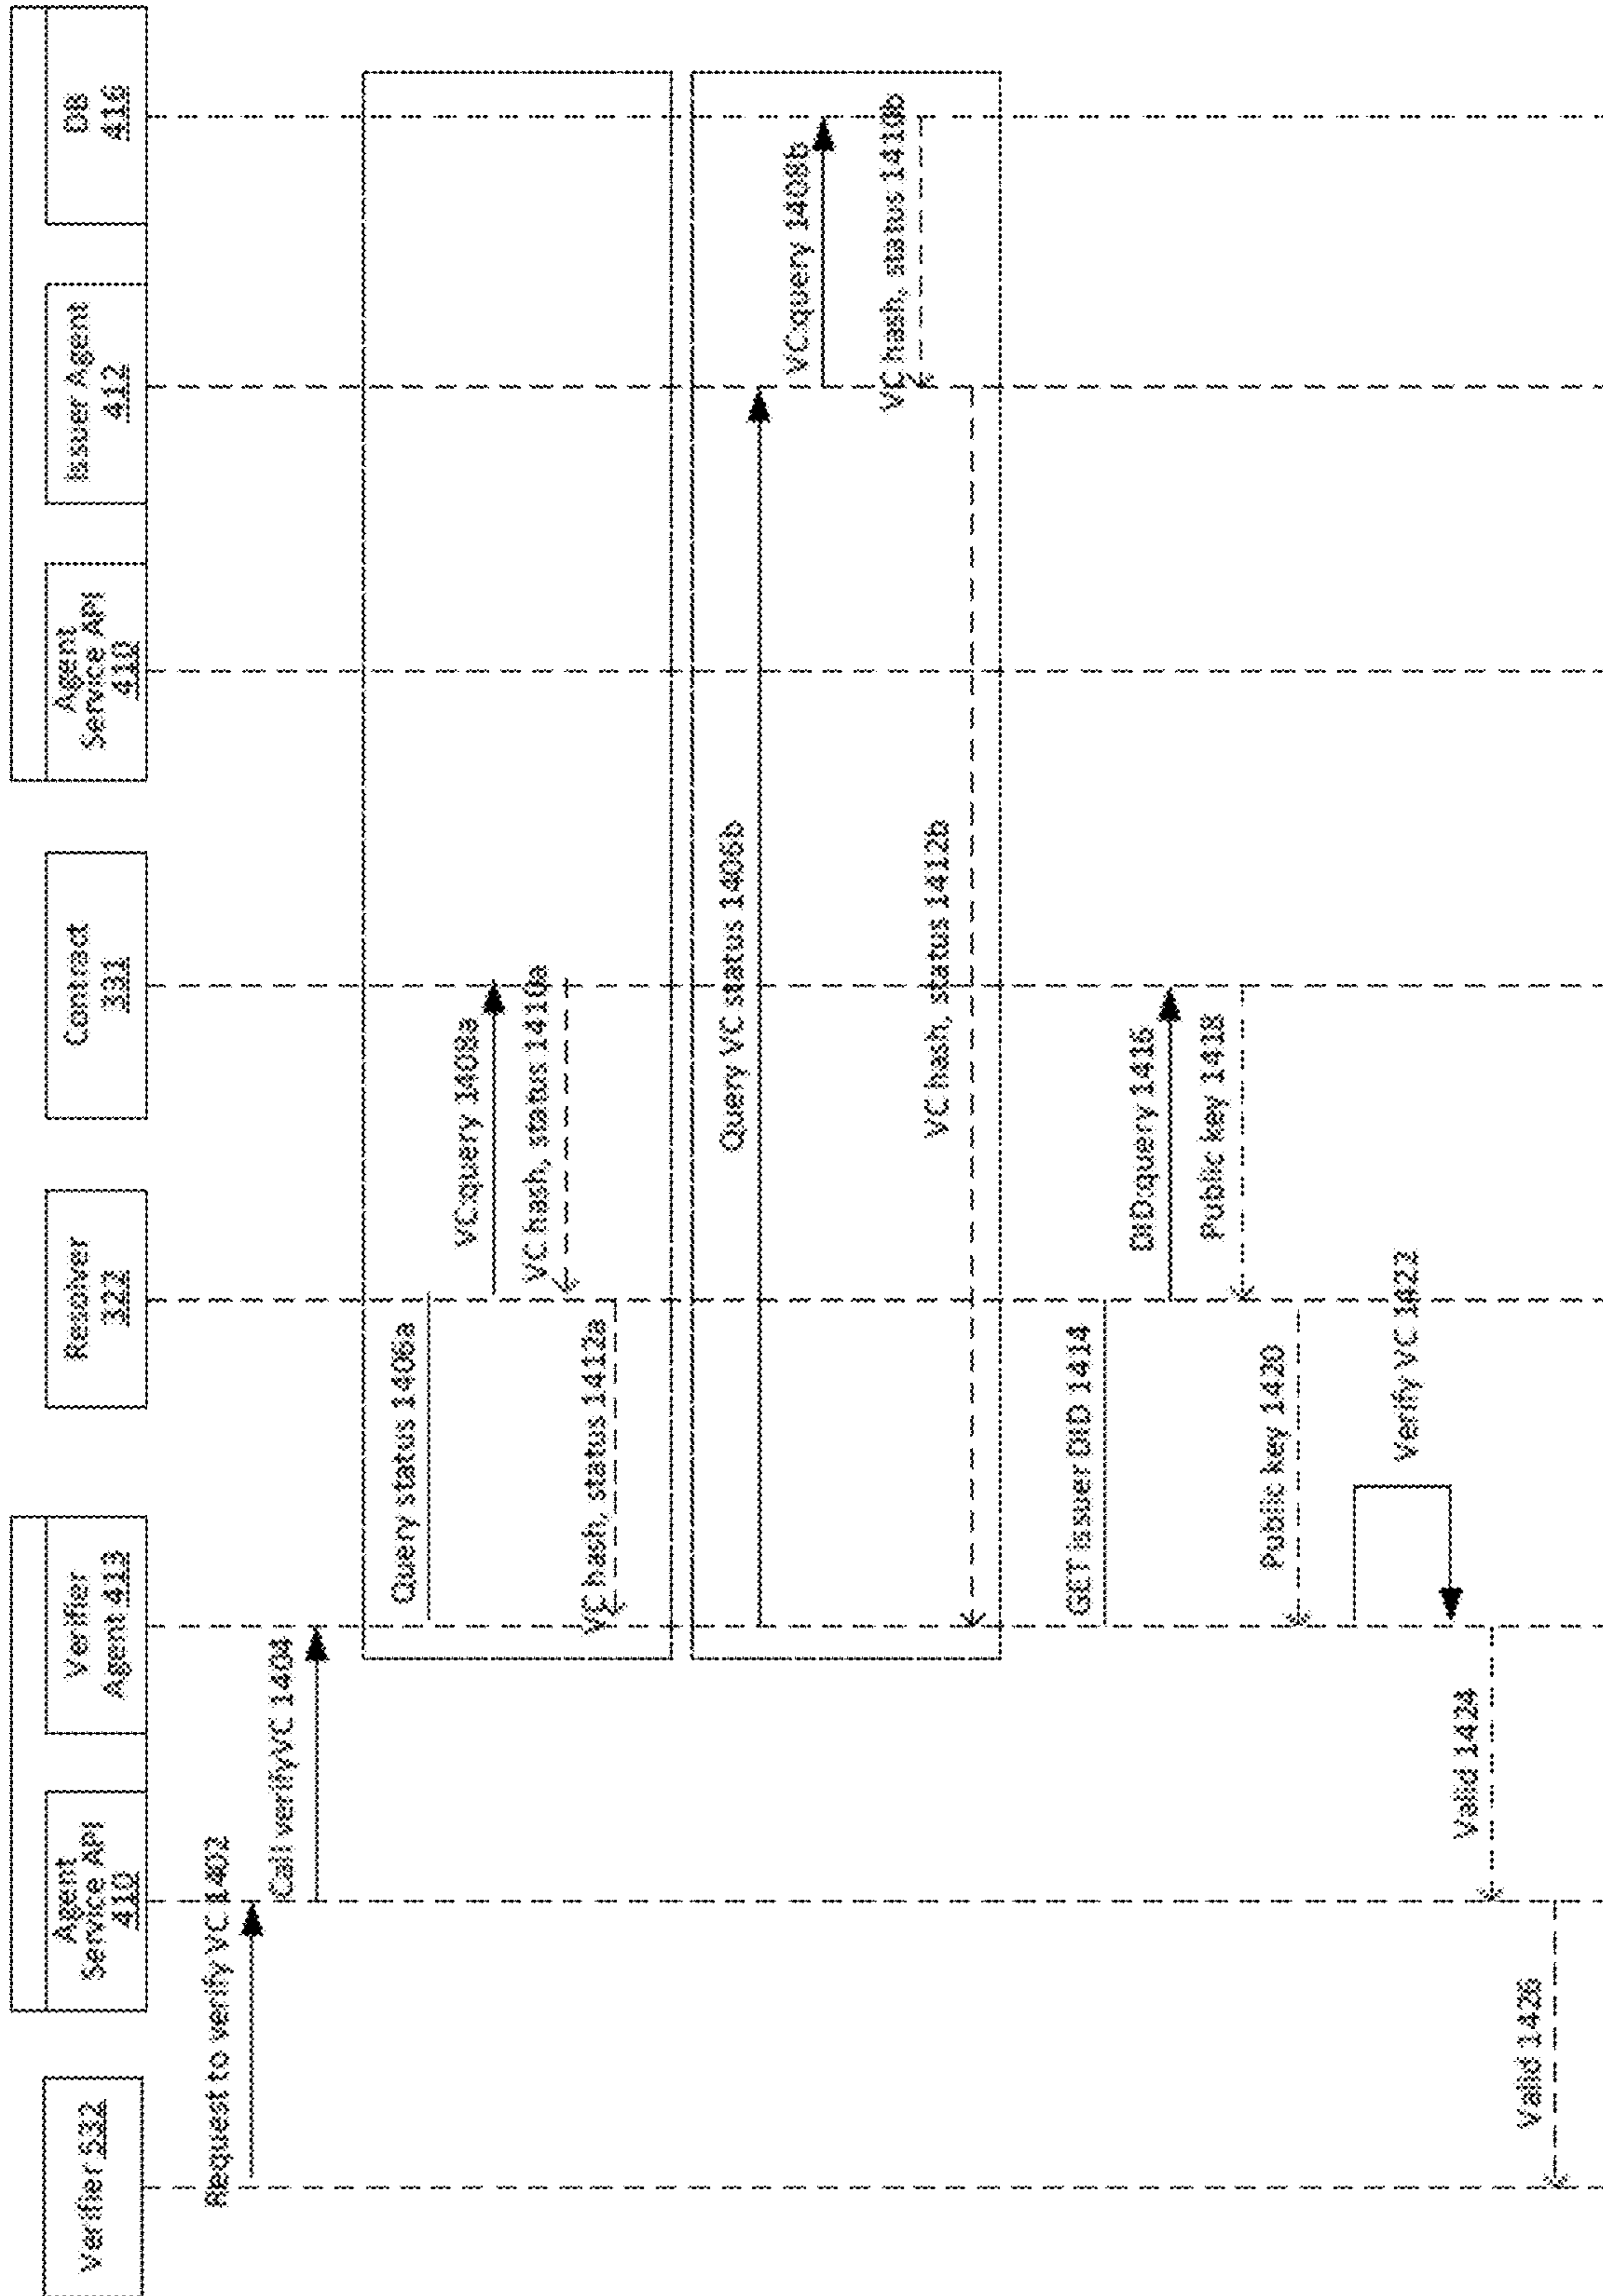 Verifier 532
Agent
Service API
410
Verifier
Agent 413
Resolver
322
Contract
331
Agent
Service API
410
Issuer Agent
412
DB
416
Request to verify VC 1402
Call verifyVC 1404
Query status 1406a
VC:query 1408a
VC hash, status 1410a
VC hash, status 1412a
Query VC status 1406b
VC:query 1408b
VC hash, status 1410b
VC hash, status 1412b
GET issuer DID 1414
DID:query 1416
Public key 1418
Public key 1420
Verify VC 1422
Valid 1424
Valid 1426